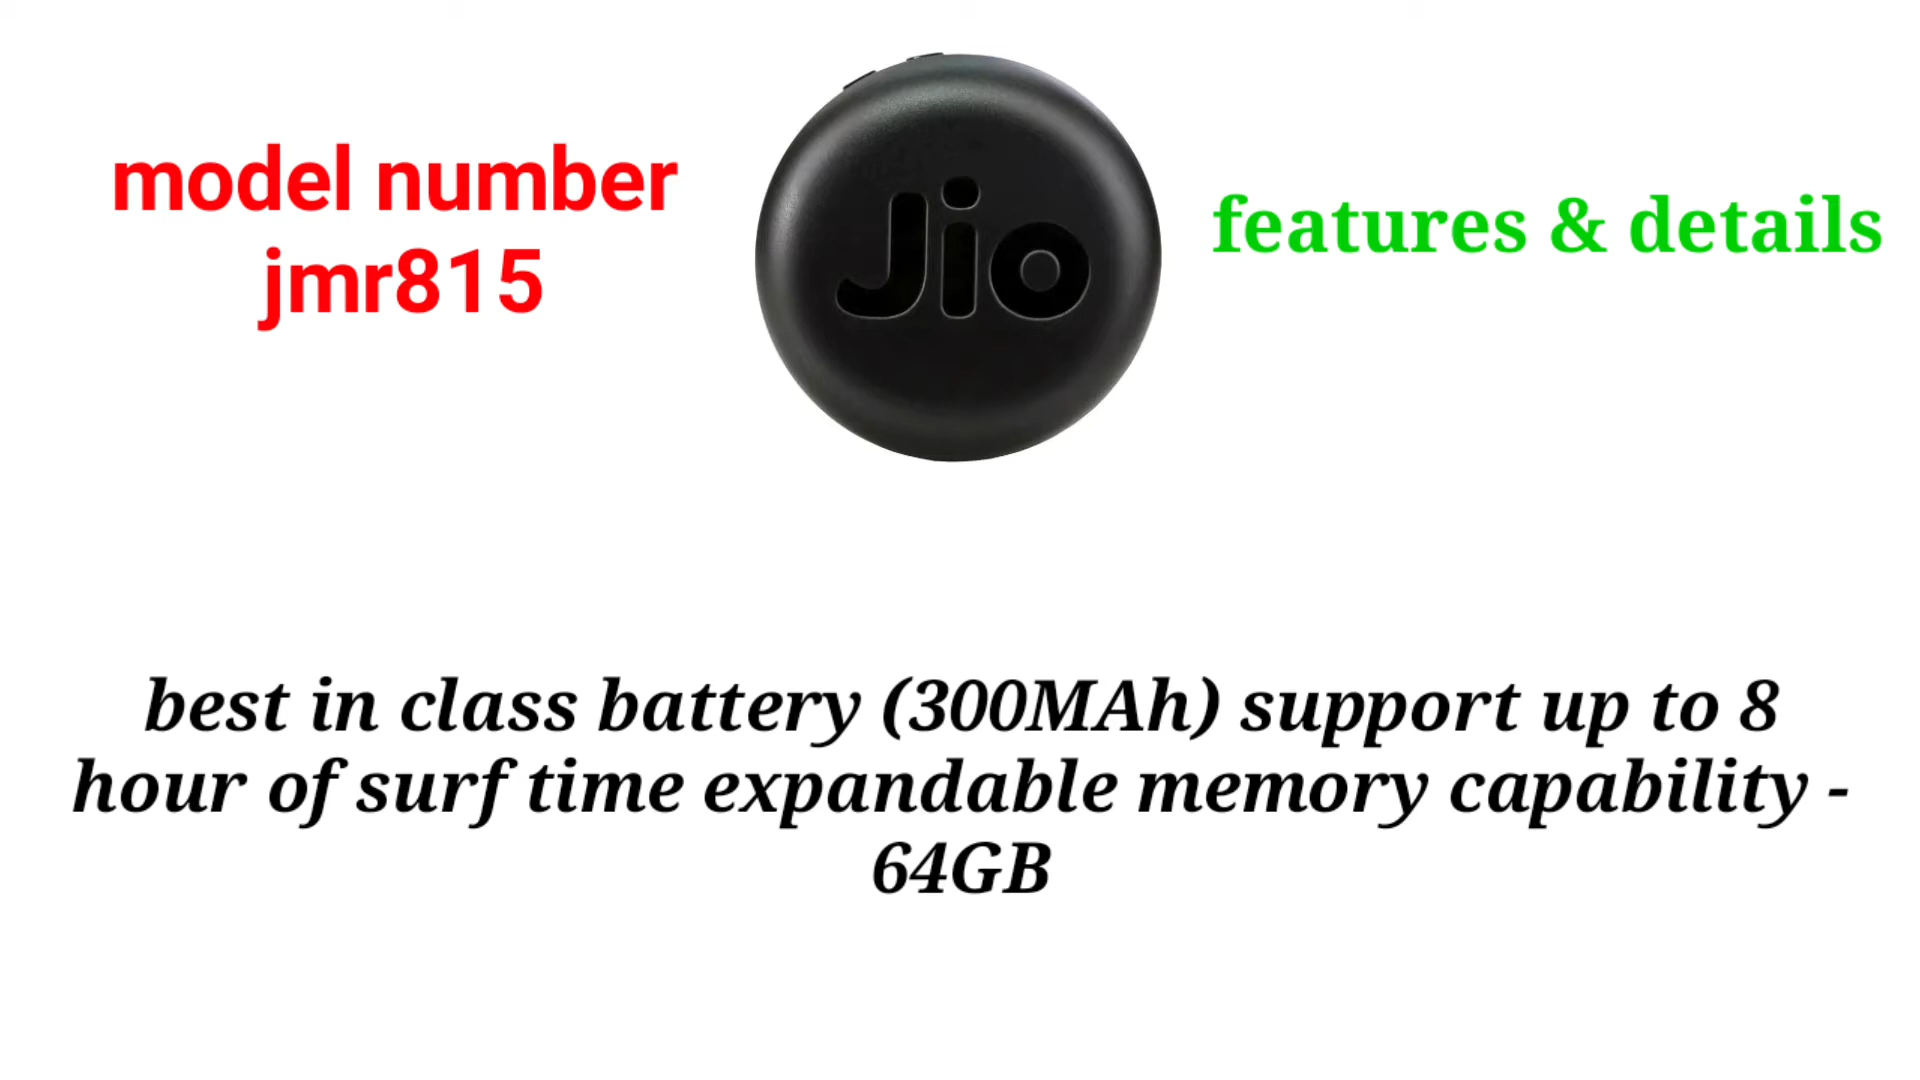 model number
jmr815
Jio
features & details
best in class battery (300MAh) support up to 8
hour of surf time expandable memory capability -
64GB